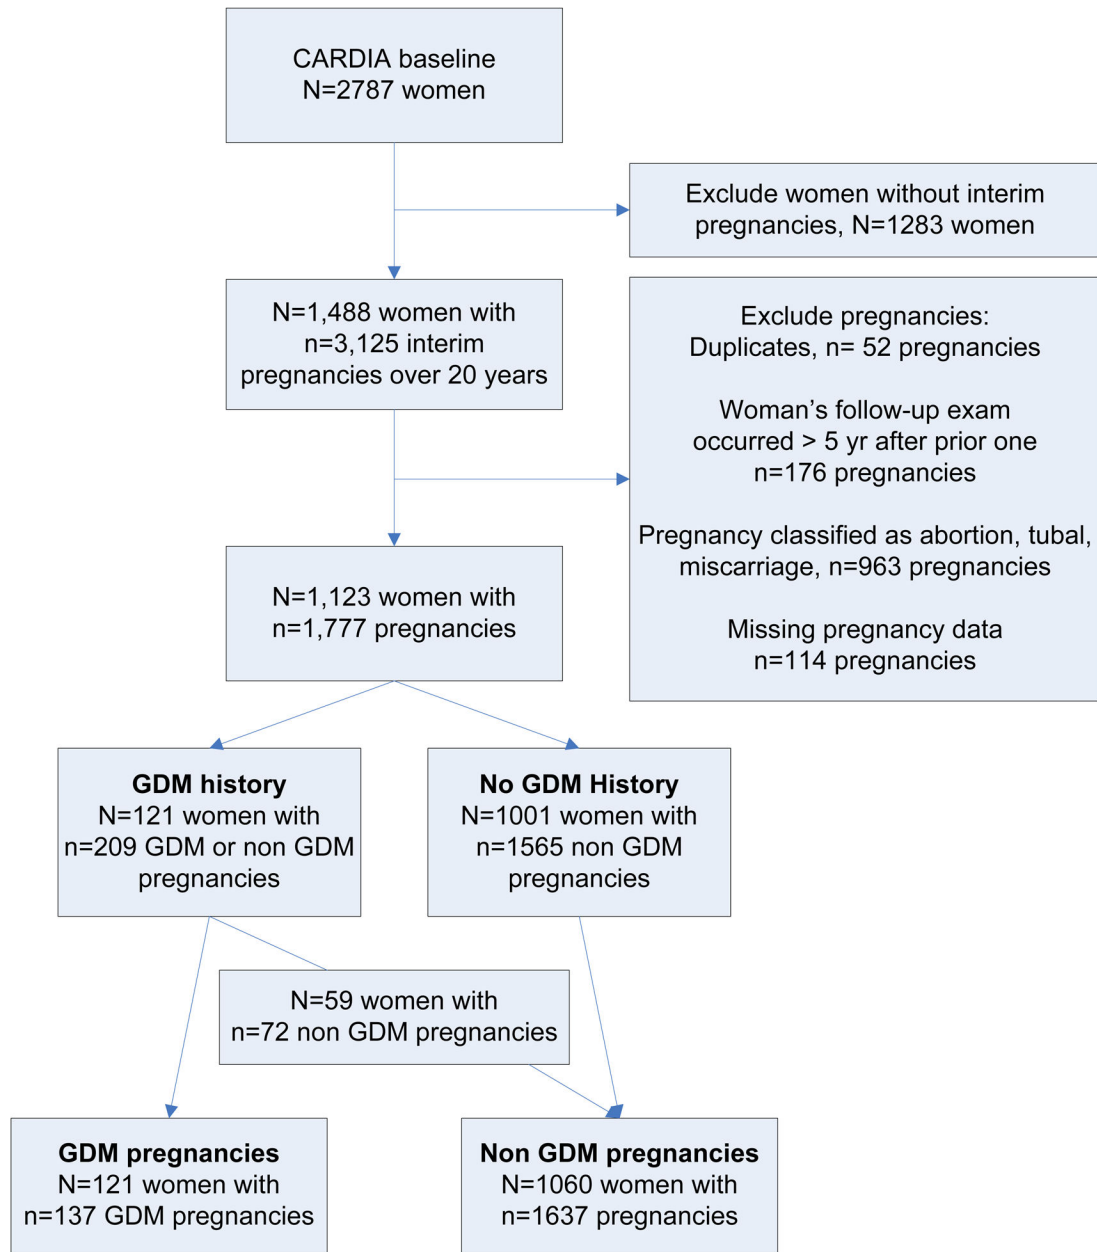 CARDIA baseline
N=2787 women
Exclude women without interim
pregnancies, N=1283 women
N=1,488 women with
n=3,125 interim
pregnancies over 20 years
Exclude pregnancies:
Duplicates, n= 52 pregnancies
Woman’s follow-up exam
occurred > 5 yr after prior one
n=176 pregnancies
Pregnancy classified as abortion, tubal,
miscarriage, n=963 pregnancies
Missing pregnancy data
n=114 pregnancies
N=1,123 women with
n=1,777 pregnancies
GDM history
N=121 women with
n=209 GDM or non GDM
pregnancies
No GDM History
N=1001 women with
n=1565 non GDM
pregnancies
N=59 women with
n=72 non GDM pregnancies
GDM pregnancies
N=121 women with
n=137 GDM pregnancies
Non GDM pregnancies
N=1060 women with
n=1637 pregnancies